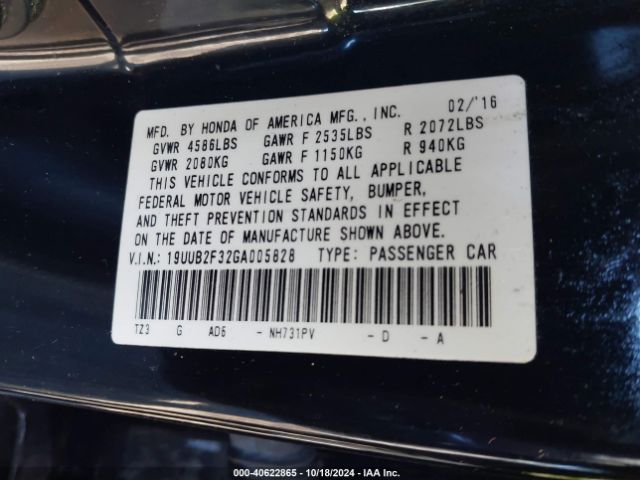 MFD. BY HONDA OF AMERICA MFG., INC. 02/'16
GVWR 4586LBS GAWR F 2535LBS R 2072LBS
GVWR 2080KG GAWR F 1150KG R 940KG
THIS VEHICLE CONFORMS TO ALL APPLICABLE
FEDERAL MOTOR VEHICLE SAFETY, BUMPER,
AND THEFT PREVENTION STANDARDS IN EFFECT
ON THE DATE OF MANUFACTURE SHOWN ABOVE.
V.I.N.: 19UUB2F32GA005828 TYPE: PASSENGER CAR
TZ3 G AD6 - NH731PV - D - A
000-40622865 | 10/18/2024 | IAA Inc.